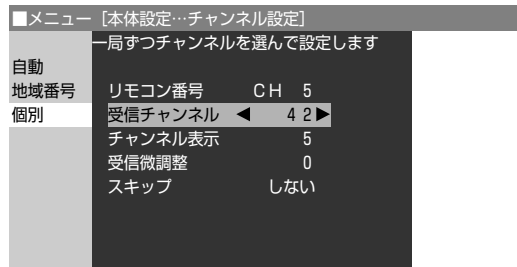 ■メニュー [本体設定…チャンネル設定]
一局ずつチャンネルを選んで設定します
自動
地域番号 リモコン番号 CH 5
個別 受信チャンネル ◀ 42▶
チャンネル表示 5
受信微調整 0
スキップ しない